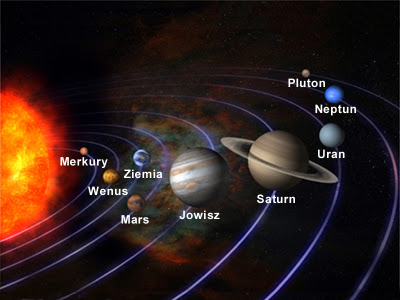 Pluton
Neptun
Uran
Merkury
Ziemia
Wenus
Saturn
Mars
Jowisz